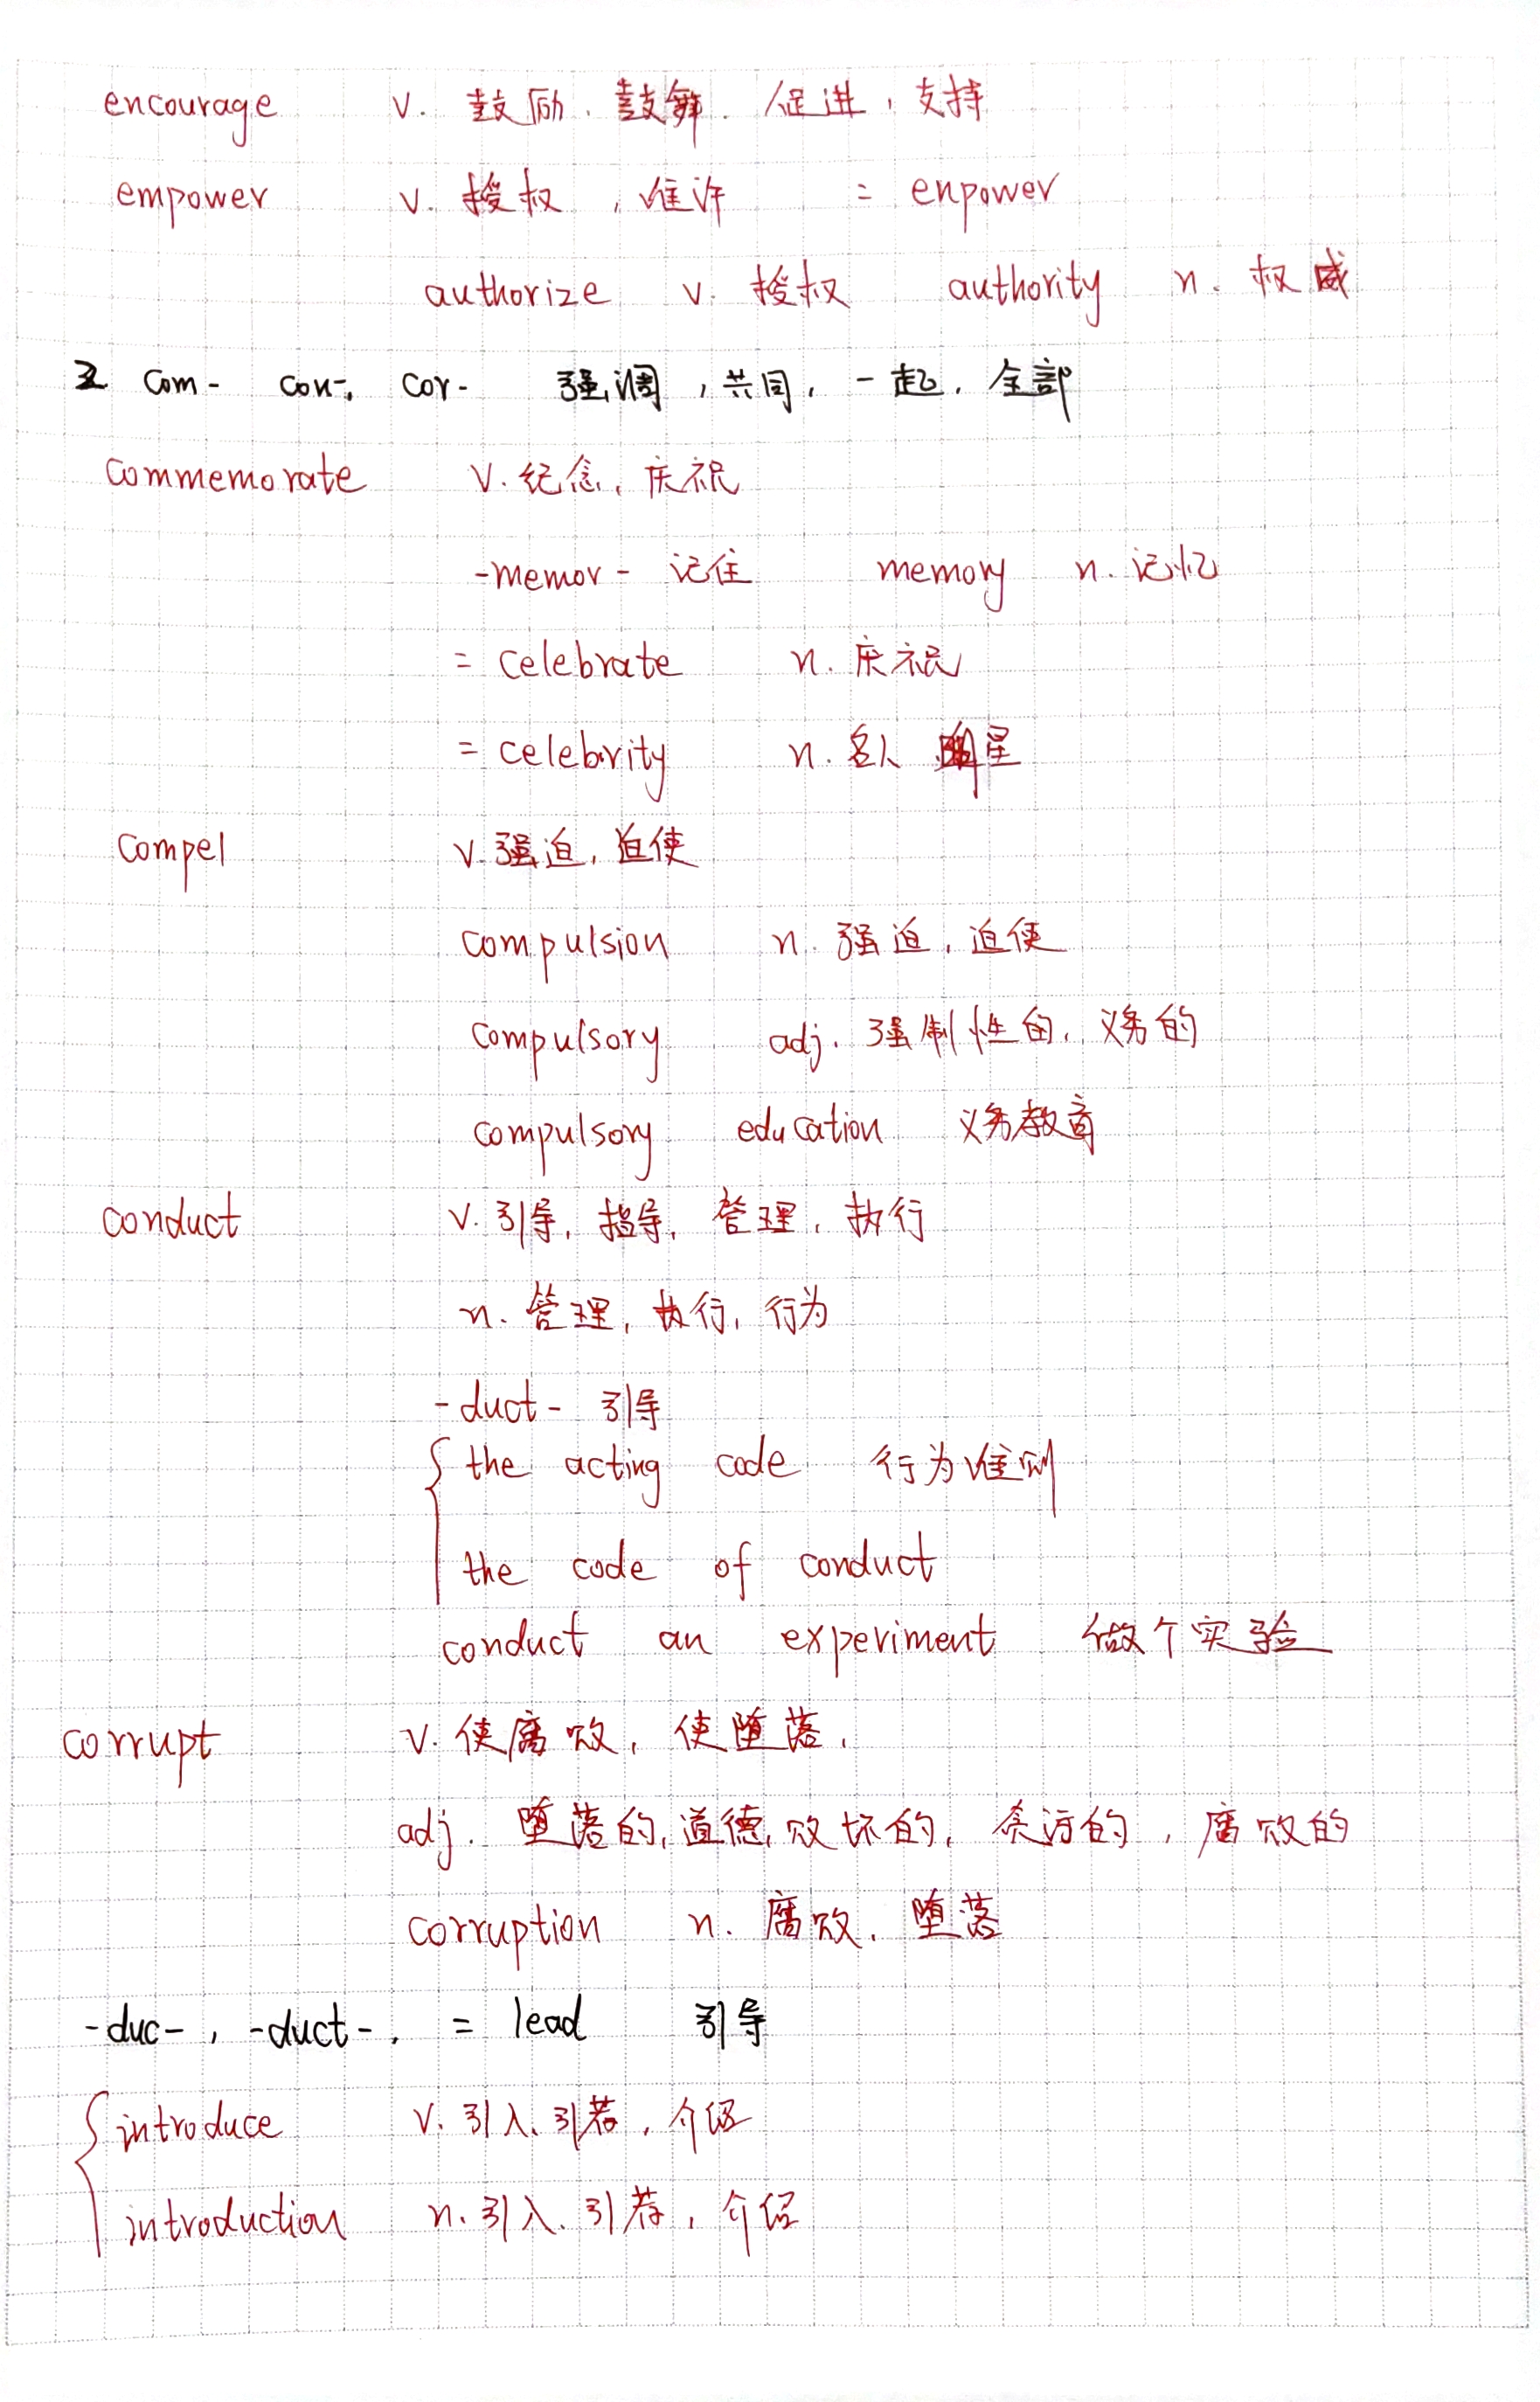 encourage v. 鼓励、鼓舞、促进，支持
empower v. 授权，准许 = enpower
authorize v. 授权 authority n. 权威
2 com- con-, cor- 强调，共同，一起，全部
commemorate v. 纪念，庆祝
-memor- 记住 memory n. 记忆
= celebrate n. 庆祝
= celebrity n. 名人 明星
compel v. 强迫，迫使
compulsion n. 强迫，迫使
compulsory adj. 强制性的，义务的
compulsory education 义务教育
conduct v. 引导，指导，管理，执行
n. 管理，执行，行为
-duct- 引导
the acting code 行为准则
the code of conduct
conduct an experiment 做个实验
corrupt v. 使腐败，使堕落，
adj. 堕落的，道德败坏的，贪污的，腐败的
corruption n. 腐败，堕落
-duc-, -duct-, = lead 引导
introduce v. 引入、引荐，介绍
introduction n. 引入、引荐，介绍